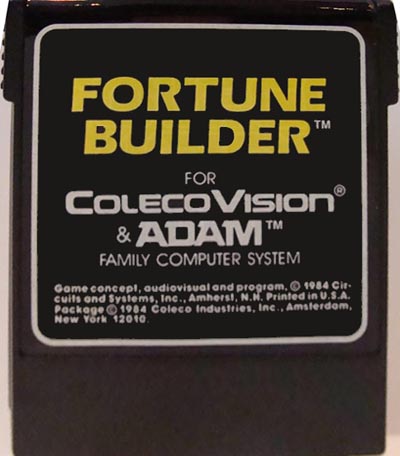 FORTUNE
BUILDER™
FOR
COLECOVISION®
& ADAM™
FAMILY COMPUTER SYSTEM
Game concept, audiovisual and program, © 1984 Cir-
cuits and Systems, Inc., Amherst, N.H. Printed in U.S.A.
Package © 1984 Coleco Industries, Inc., Amsterdam,
New York 12010.